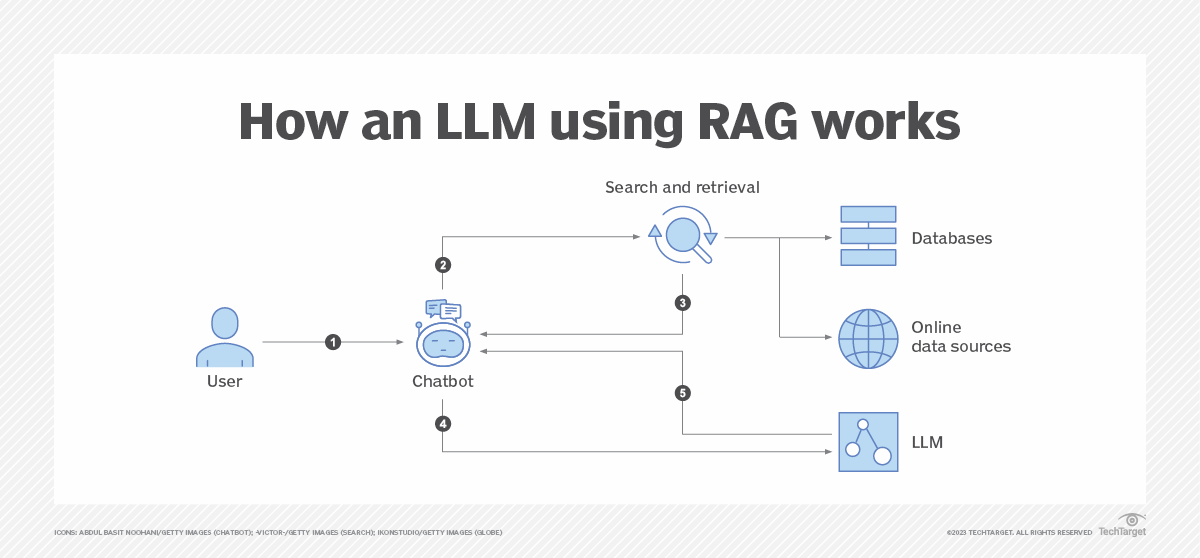 How an LLM using RAG works
Search and retrieval
Databases
2
3
Online
data sources
1
User
Chatbot
5
4
LLM
ICONS: ABDUL BASIT NOOHANI/GETTY IMAGES (CHATBOT); -VICTOR-/GETTY IMAGES (SEARCH); IKONSTUDIO/GETTY IMAGES (GLOBE)
©2023 TECHTARGET. ALL RIGHTS RESERVED
TechTarget